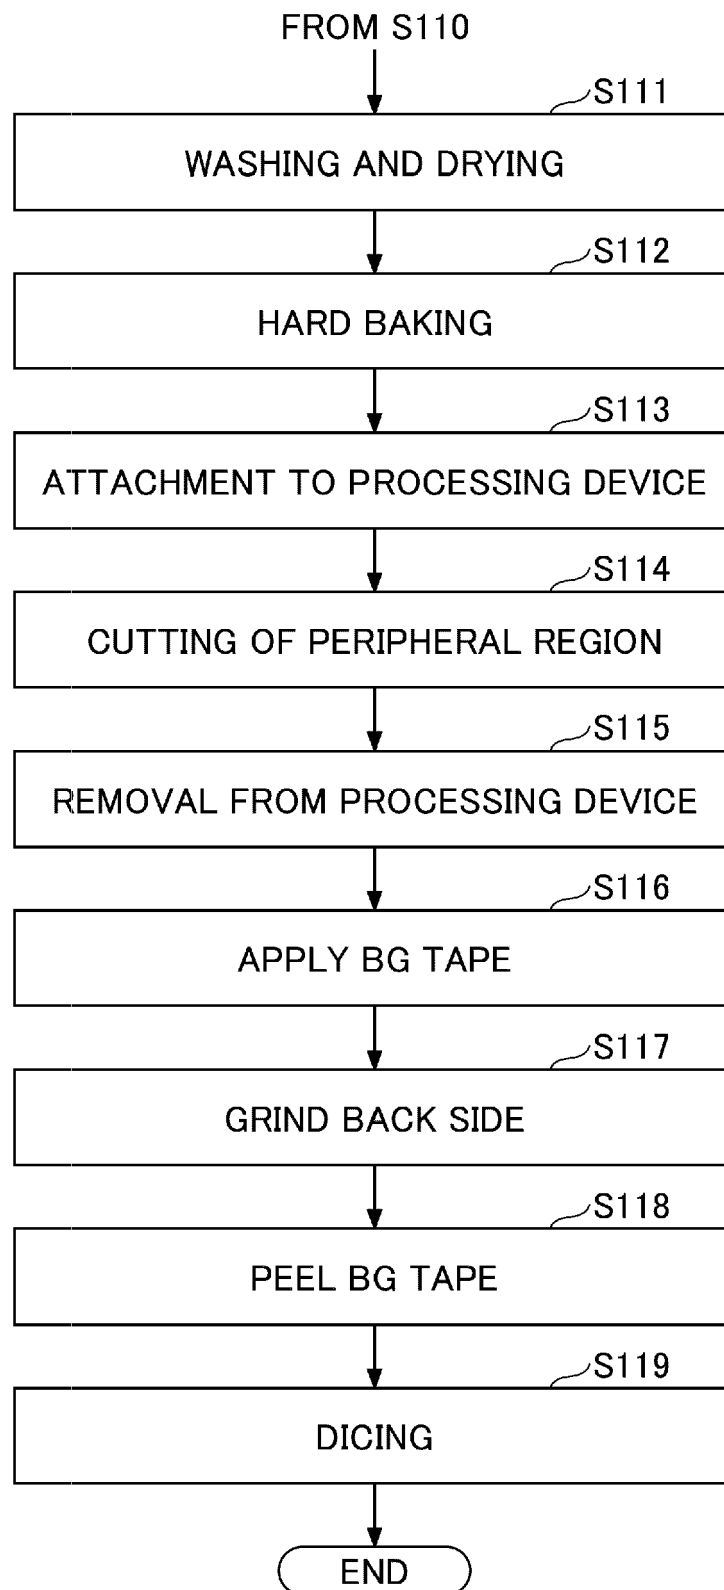 FROM S110
S111
WASHING AND DRYING
S112
HARD BAKING
S113
ATTACHMENT TO PROCESSING DEVICE
S114
CUTTING OF PERIPHERAL REGION
S115
REMOVAL FROM PROCESSING DEVICE
S116
APPLY BG TAPE
S117
GRIND BACK SIDE
S118
PEEL BG TAPE
S119
DICING
END